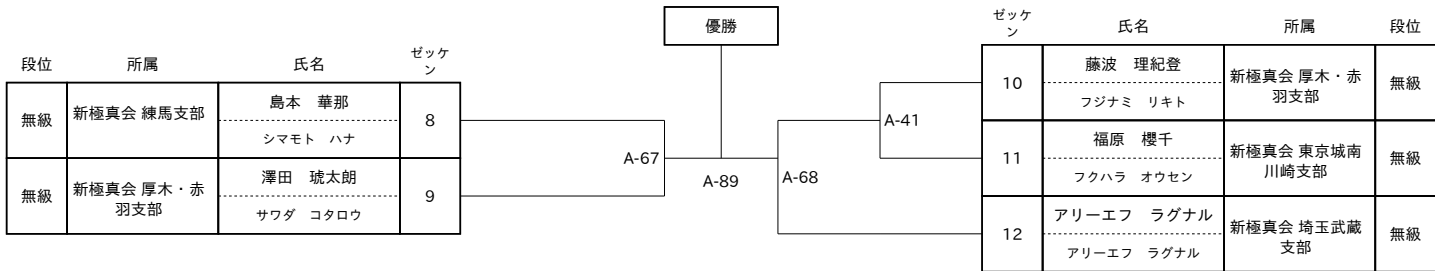 優勝
段位 所属 氏名 ゼッケン
無級 新極真会 練馬支部 島本 華那 8
シマモト ハナ
無級 新極真会 厚木・赤羽支部 澤田 琥太朗 9
サワダ コタロウ
A-67
A-89
A-68
A-41
ゼッケン 氏名 所属 段位
10 藤波 理紀登 新極真会 厚木・赤羽支部 無級
フジナミ リキト
11 福原 櫻千 新極真会 東京城南川崎支部 無級
フクハラ オウセン
12 アリーエフ ラグナル 新極真会 埼玉武蔵支部 無級
アリーエフ ラグナル